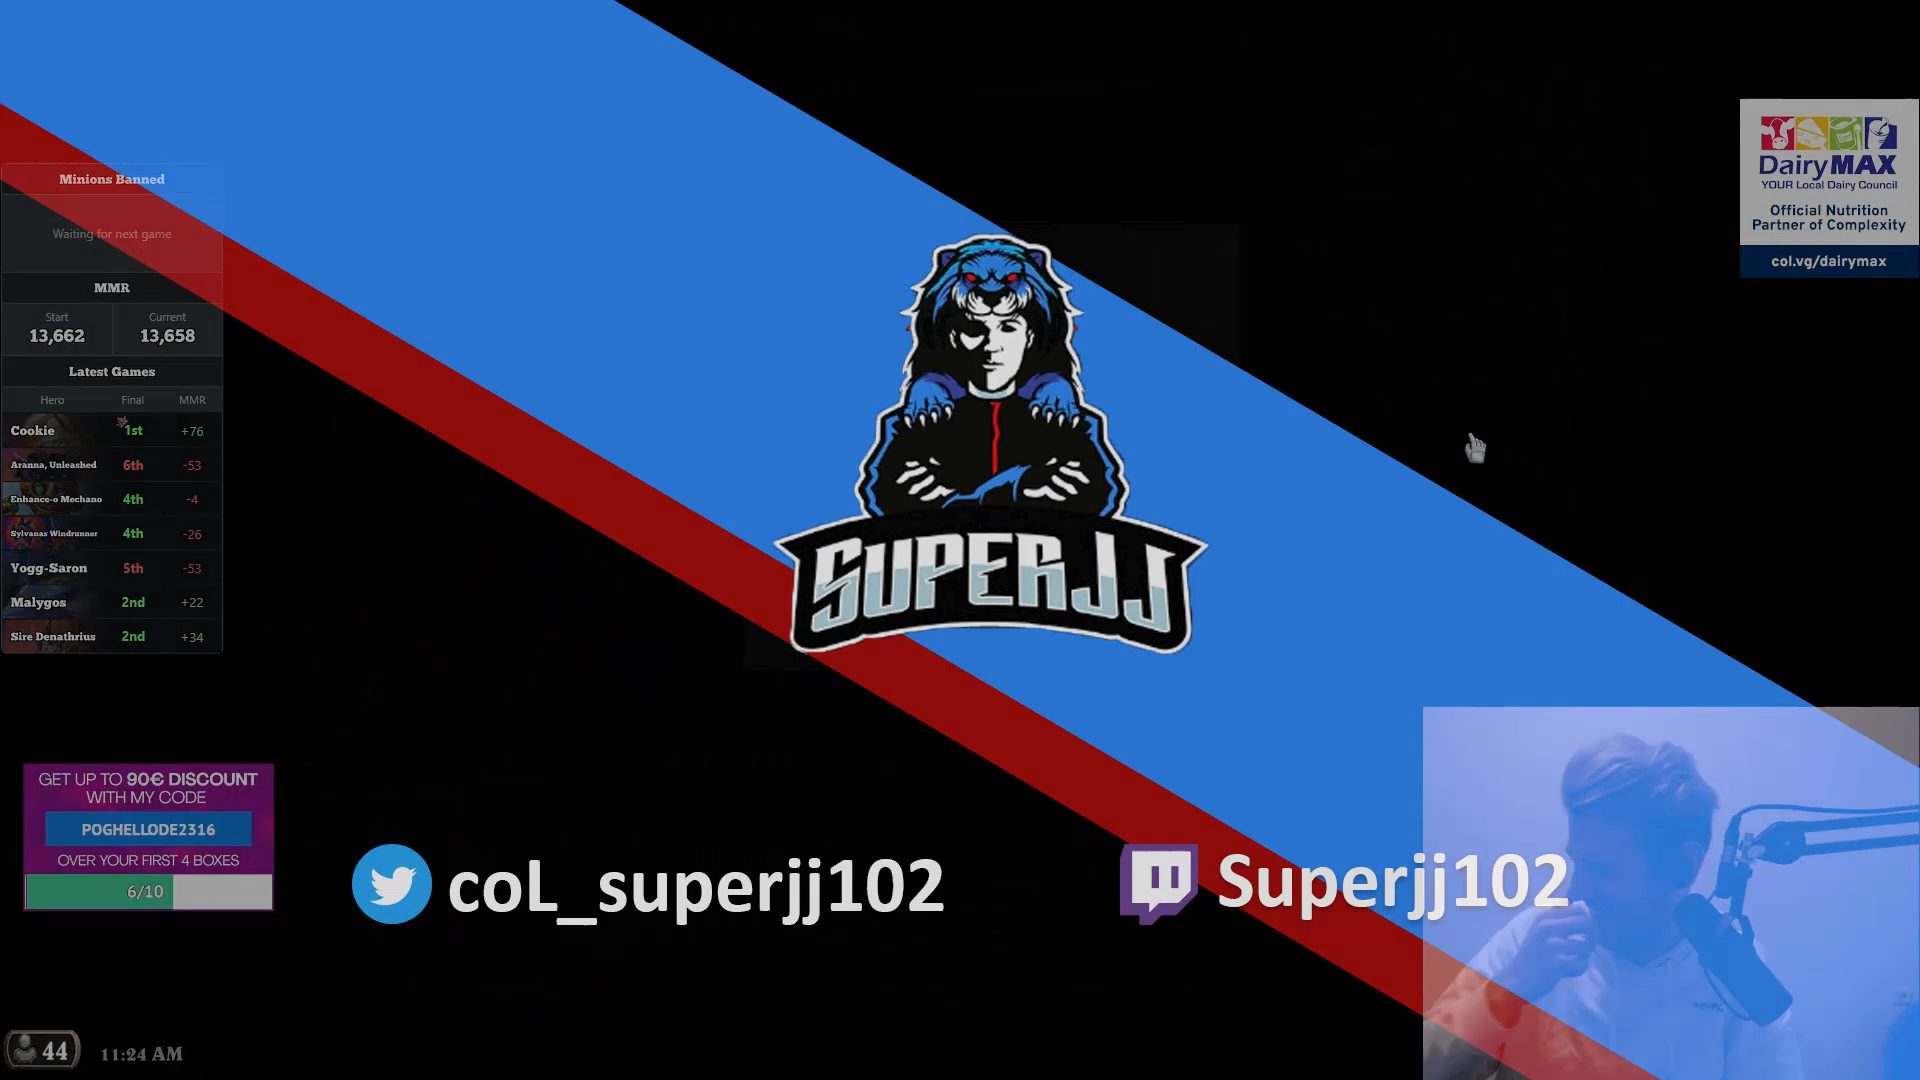 Minions Banned
Waiting for next game
MMR
Start Current
13,662 13,658
Latest Games
Hero Final MMR
Cookie 1st +76
Aranna, Unleashed 6th -53
Enhance-o Mechano 4th -4
Sylvanas Windrunner 4th -26
Yogg-Saron 5th -53
Malygos 2nd +22
Sire Denathrius 2nd +34
SUPERJJ
DairyMAX
YOUR Local Dairy Council
Official Nutrition
Partner of Complexity
col.vg/dairymax
GET UP TO 90€ DISCOUNT
WITH MY CODE
POGHELLODE2316
OVER YOUR FIRST 4 BOXES
6/10
coL_superjj102
Superjj102
44
11:24 AM